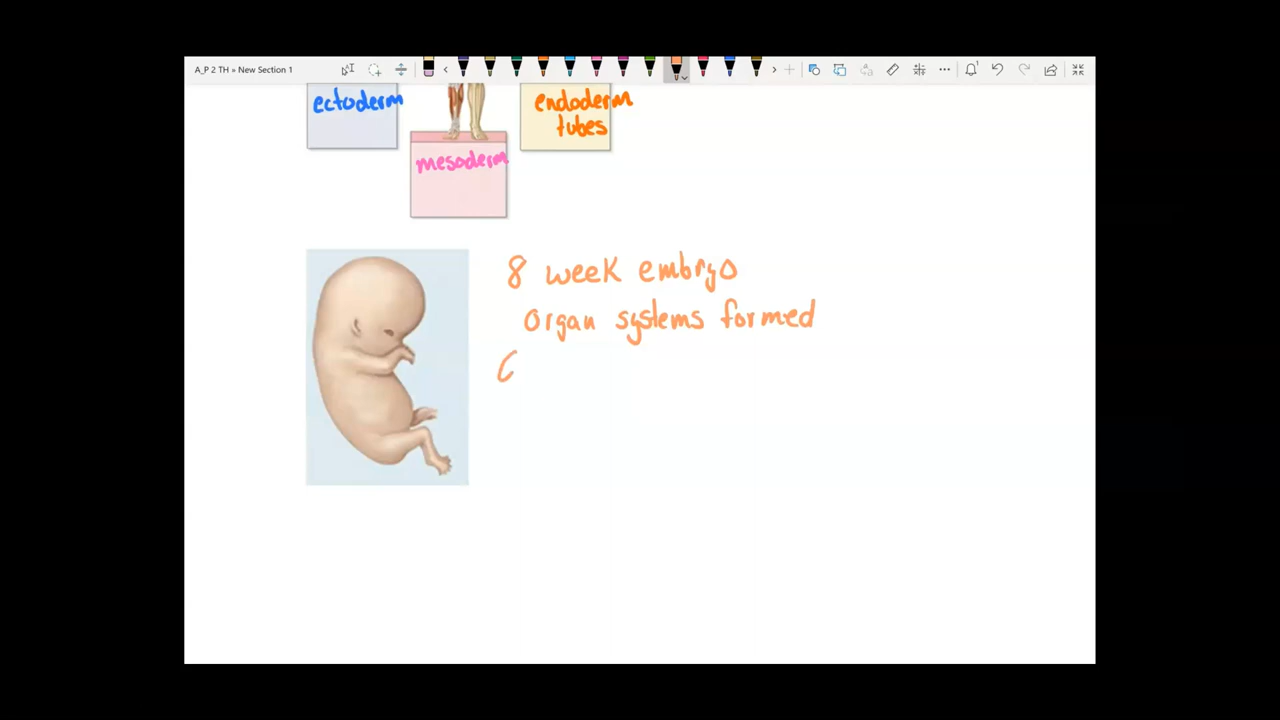 A_P 2 TH » New Section 1
ectoderm
endoderm
tubes
mesoderm
8 week embryo
organ systems formed